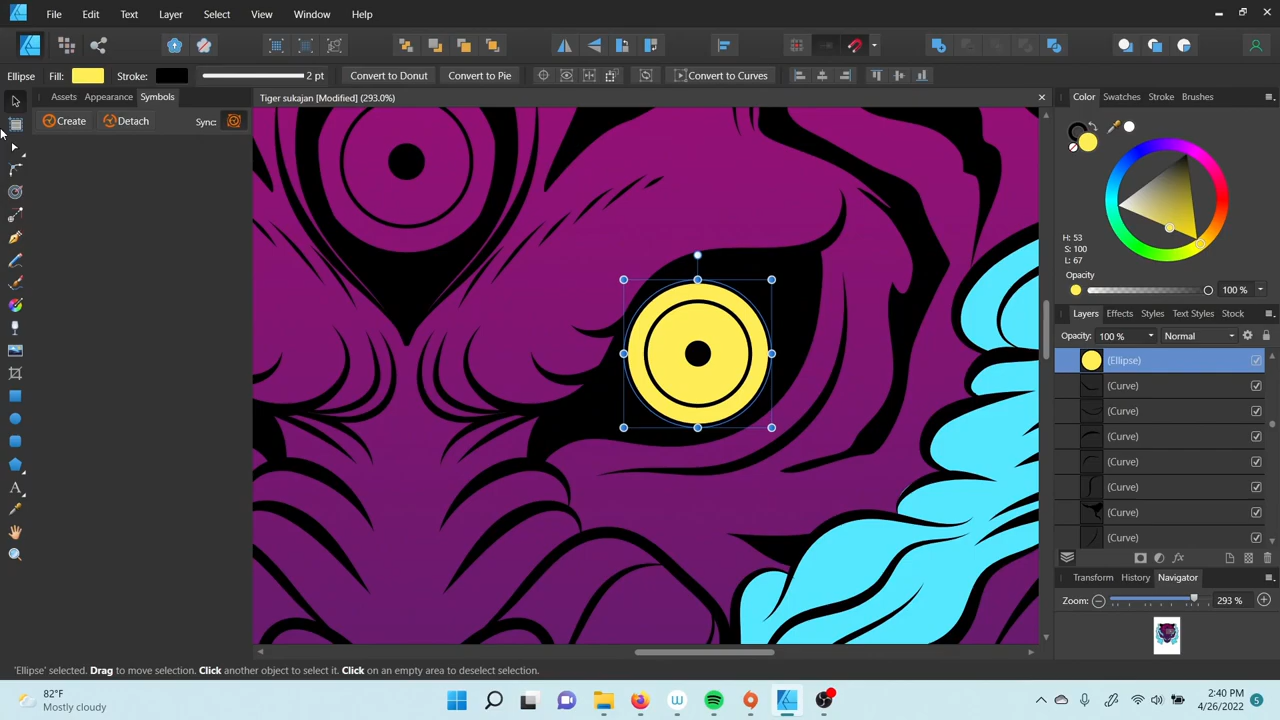 File Edit Text Layer Select View Window Help
Ellipse Fill: Stroke: 2 pt Convert to Donut Convert to Pie Convert to Curves
Assets Appearance Symbols
Tiger sukajan [Modified] (293.0%)
Color Swatches Stroke Brushes
Create Detach Sync:
H: 53
S: 100
L: 67
Opacity
100 %
Layers Effects Styles Text Styles Stock
Opacity: 100 % Normal
(Ellipse)
(Curve)
(Curve)
(Curve)
(Curve)
(Curve)
(Curve)
(Curve)
Transform History Navigator
Zoom: 293 %
'Ellipse' selected. Drag to move selection. Click another object to select it. Click on an empty area to deselect selection.
82°F
Mostly cloudy
2:40 PM
4/26/2022
5